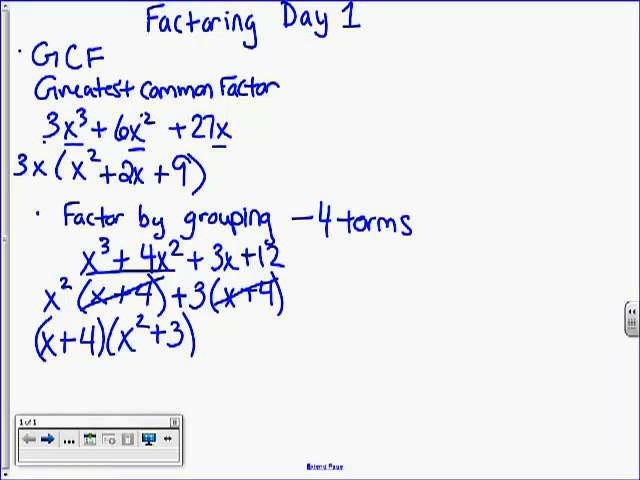 Factoring Day 1
· GCF
Greatest Common Factor
3x³ + 6x² + 27x
3x (x² + 2x + 9)
· Factor by grouping - 4 terms
x³ + 4x² + 3x + 12
x² (x + 4) + 3 (x + 4)
(x + 4)(x² + 3)
1 of 1
Extend Page